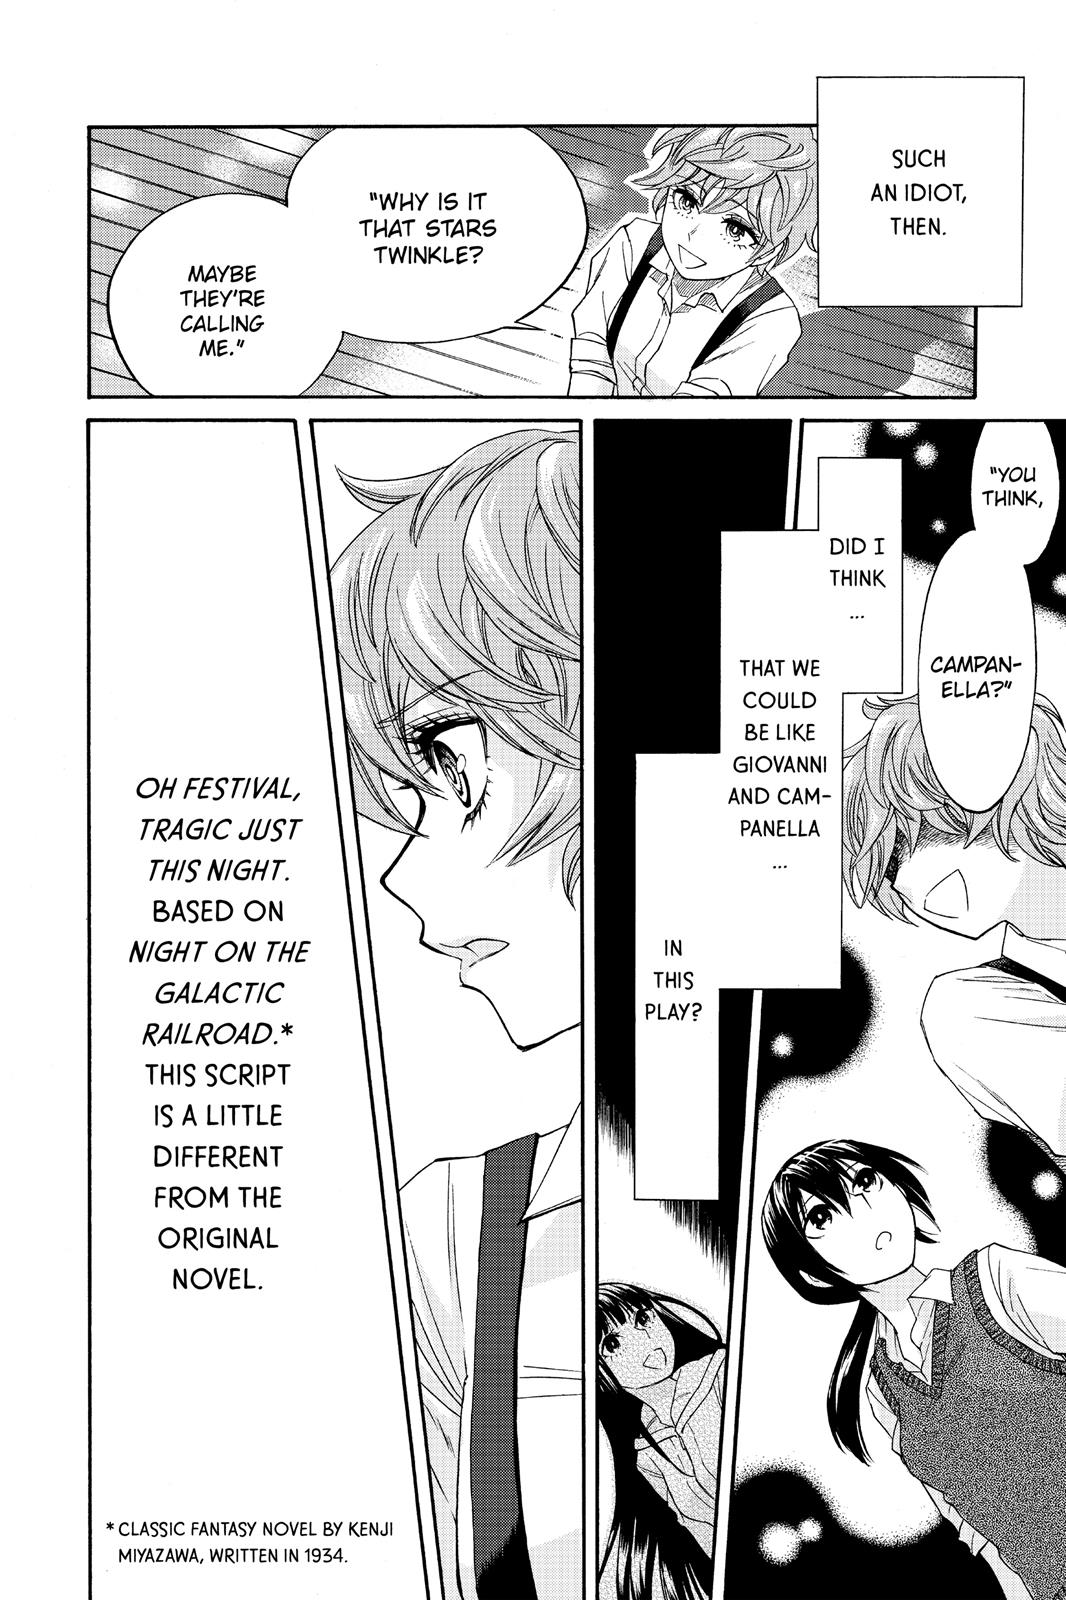 SUCH
AN IDIOT,
THEN.
"WHY IS IT
THAT STARS
TWINKLE?
MAYBE
THEY'RE
CALLING
ME."
"YOU
THINK,
CAMPAN-
ELLA?"
DID I
THINK
...
THAT WE
COULD
BE LIKE
GIOVANNI
AND CAM-
PANELLA
...
IN
THIS
PLAY?
OH FESTIVAL,
TRAGIC JUST
THIS NIGHT.
BASED ON
NIGHT ON THE
GALACTIC
RAILROAD.*
THIS SCRIPT
IS A LITTLE
DIFFERENT
FROM THE
ORIGINAL
NOVEL.
* CLASSIC FANTASY NOVEL BY KENJI
MIYAZAWA, WRITTEN IN 1934.